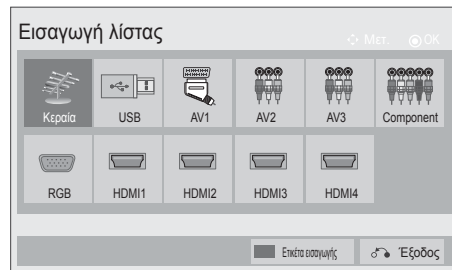 Εισαγωγή λίστας
Μετ. OK
Κεραία USB AV1 AV2 AV3 Component
RGB HDMI1 HDMI2 HDMI3 HDMI4
Ετικέτα εισαγωγής Έξοδος